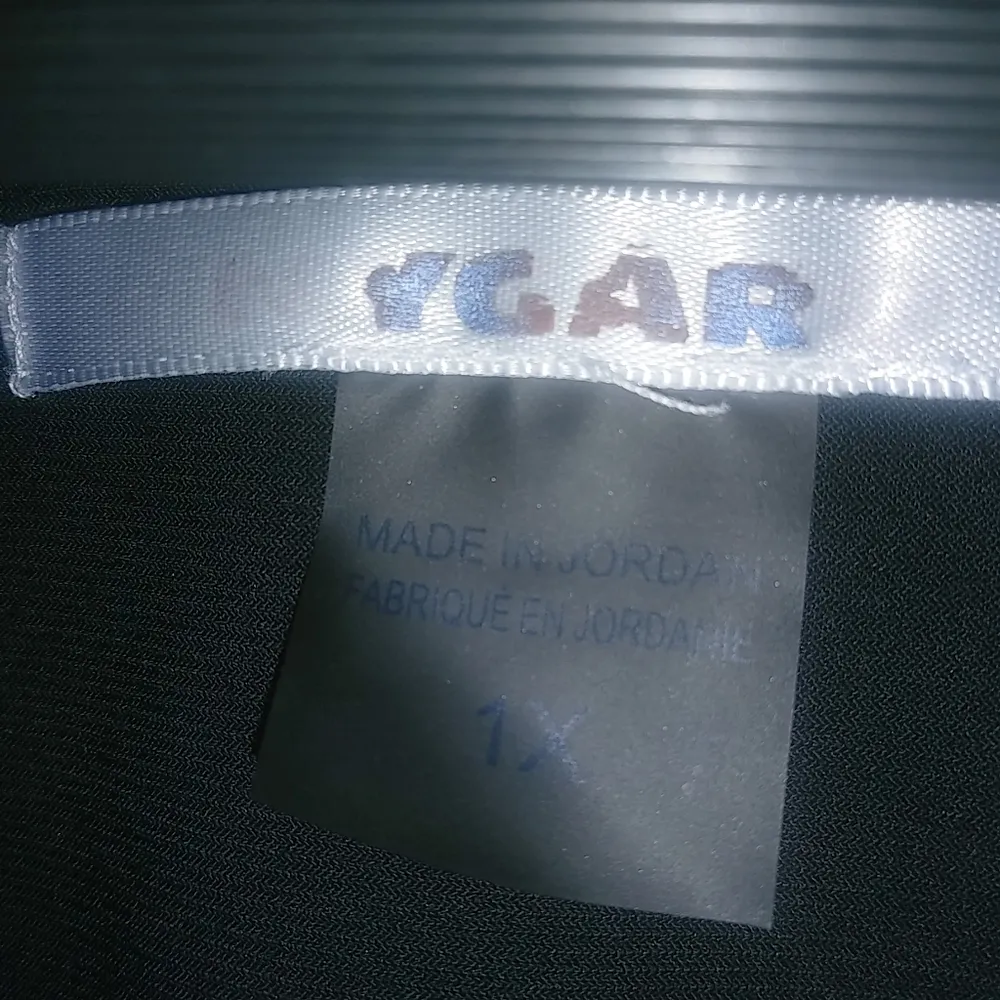 YGAR
MADE IN JORDAN
FABRIQUÉ EN JORDANIE
1X